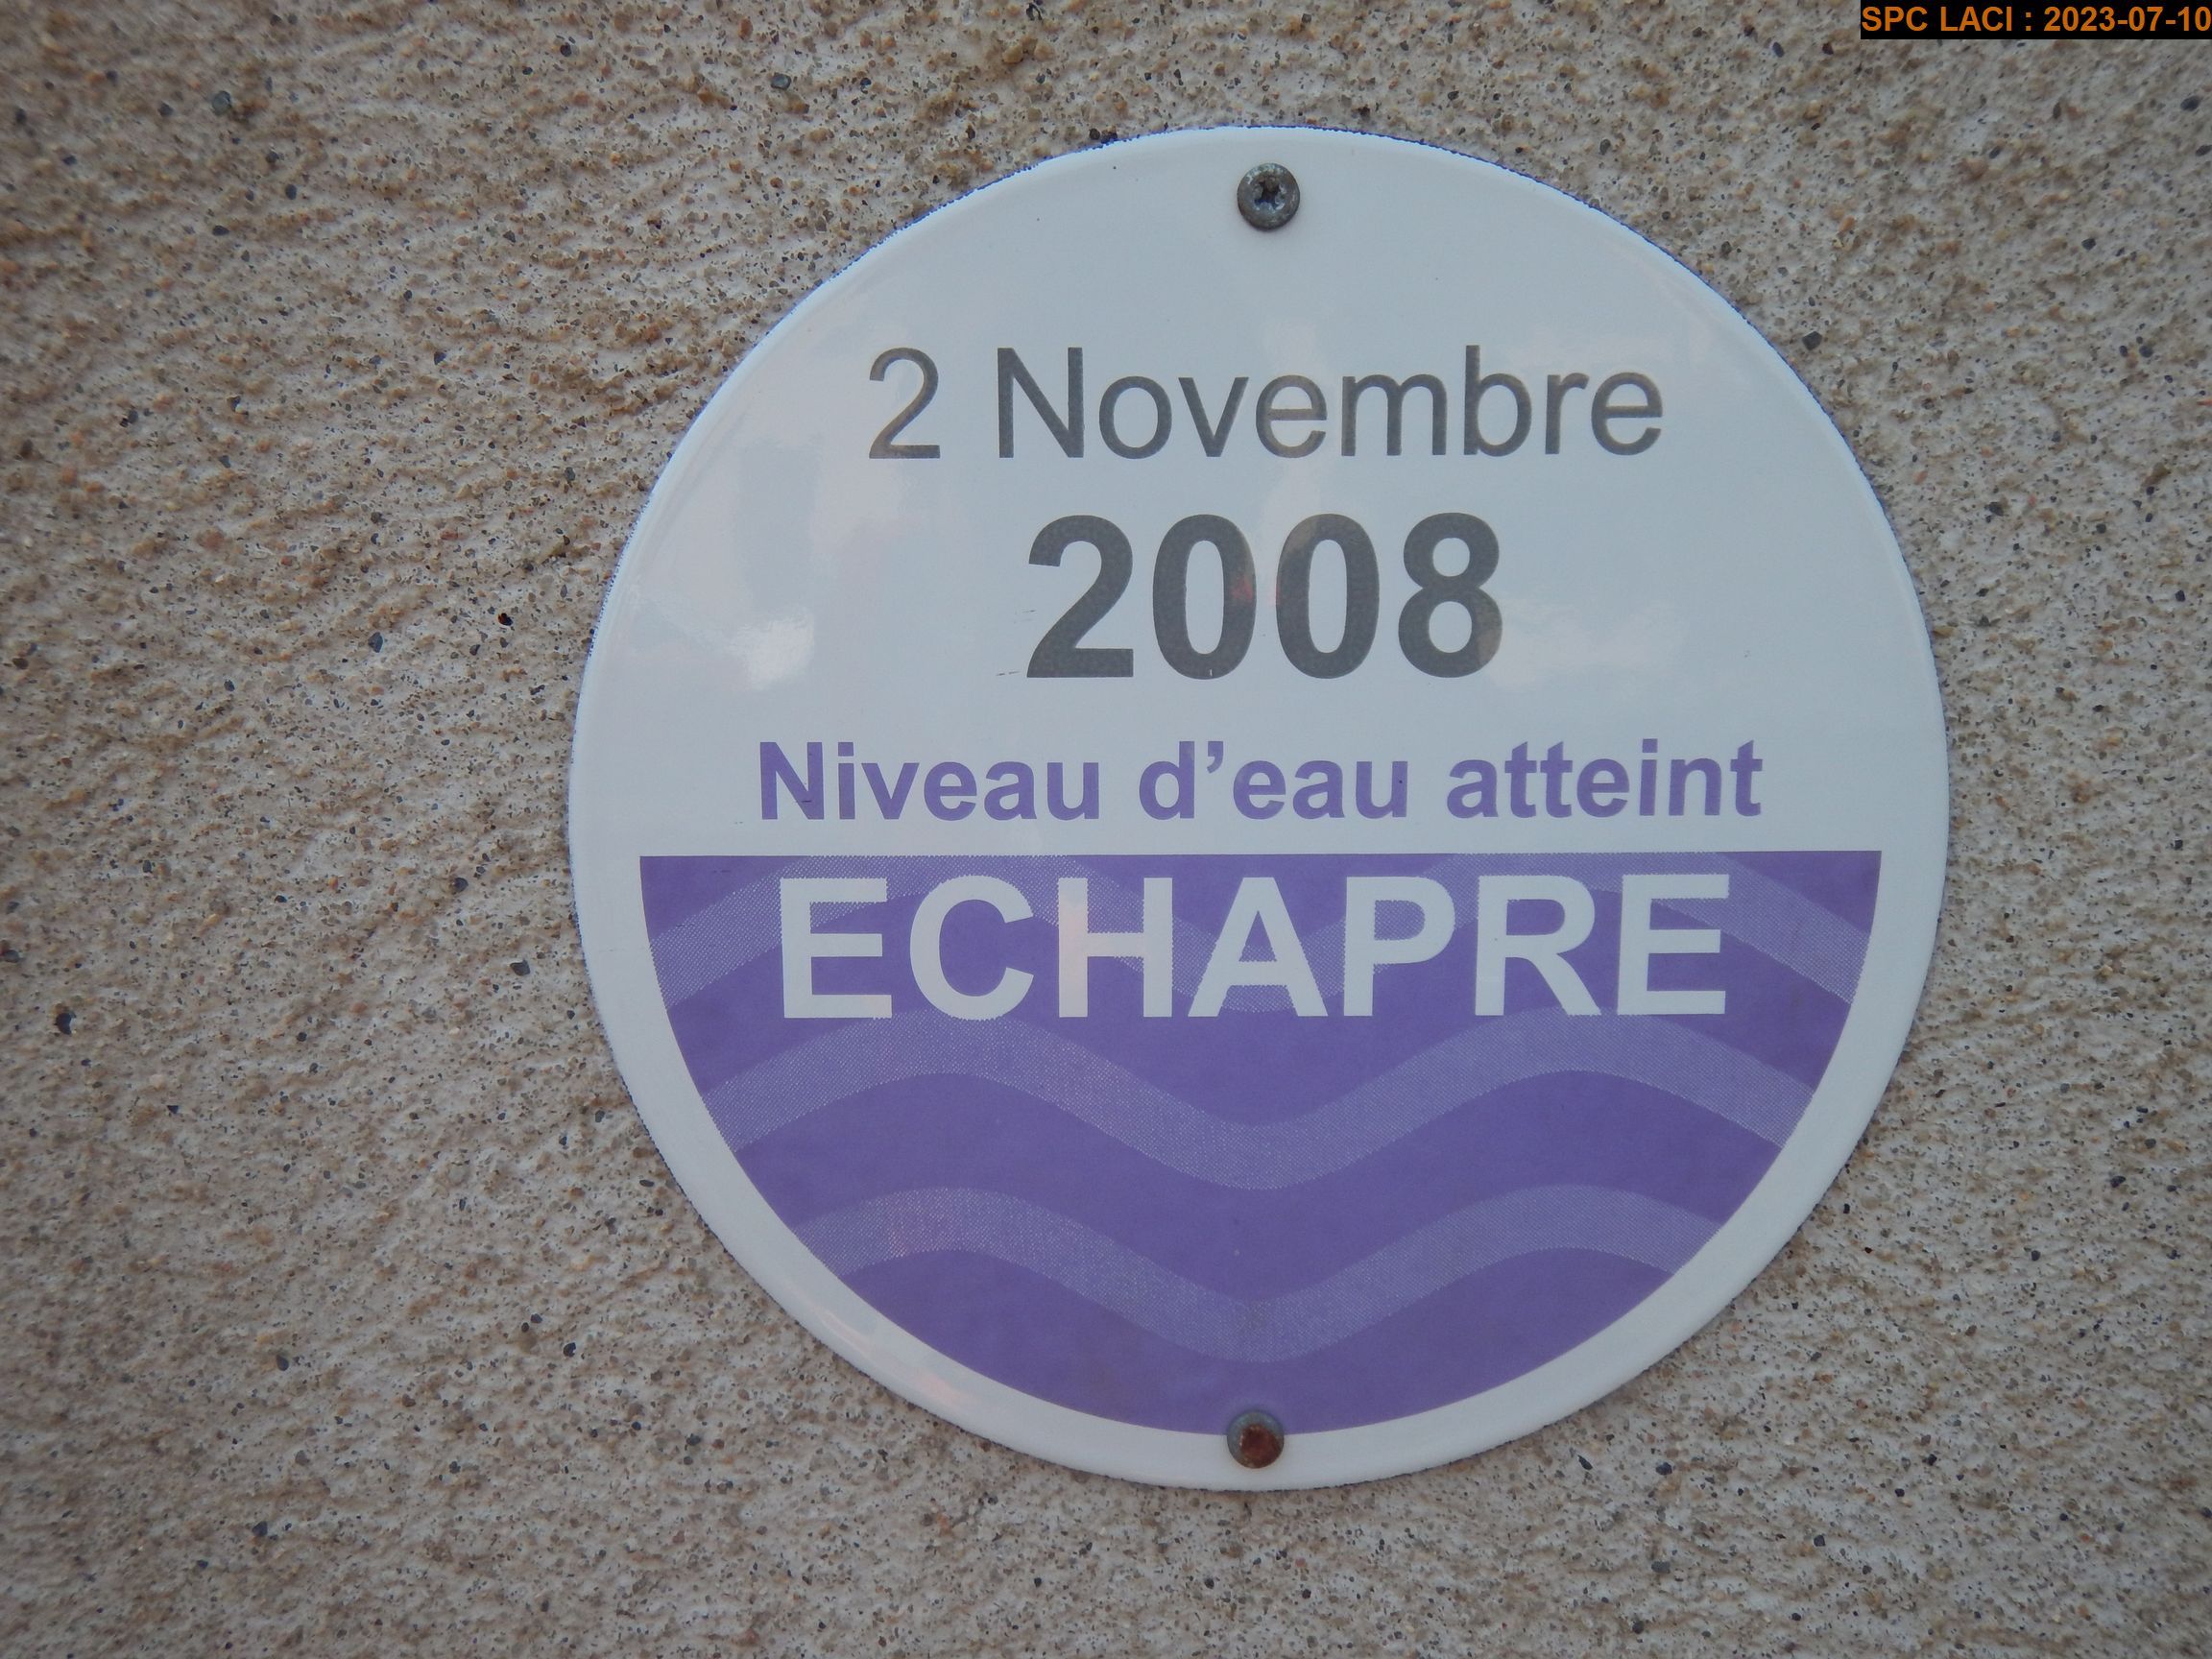 SPC LACI : 2023-07-10
2 Novembre
2008
Niveau d’eau atteint
ECHAPRE